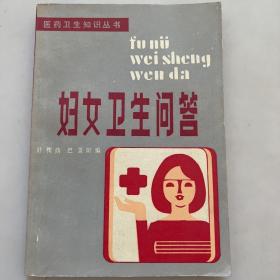 医药卫生知识丛书
fu nü
wei sheng
wen da
妇女卫生问答
编